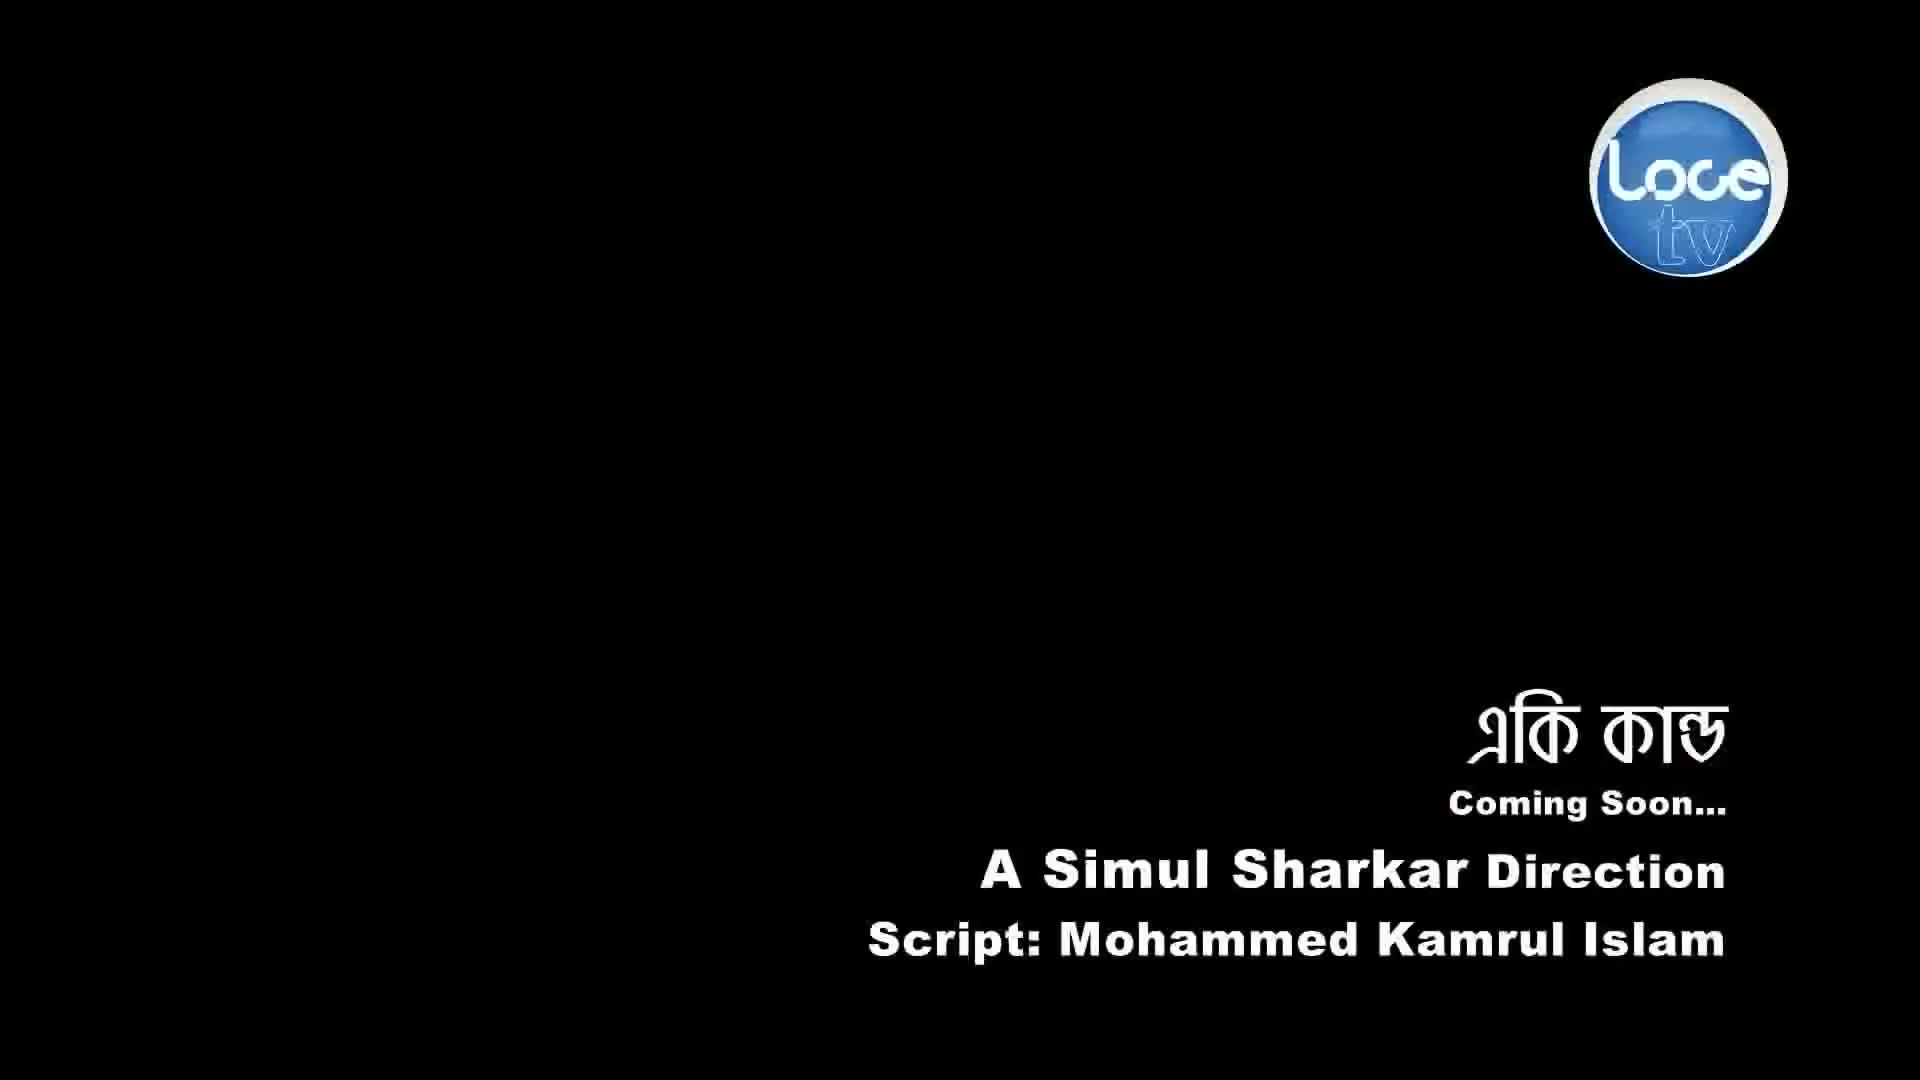 Loce
tv
একি কান্ড
Coming Soon...
A Simul Sharkar Direction
Script: Mohammed Kamrul Islam